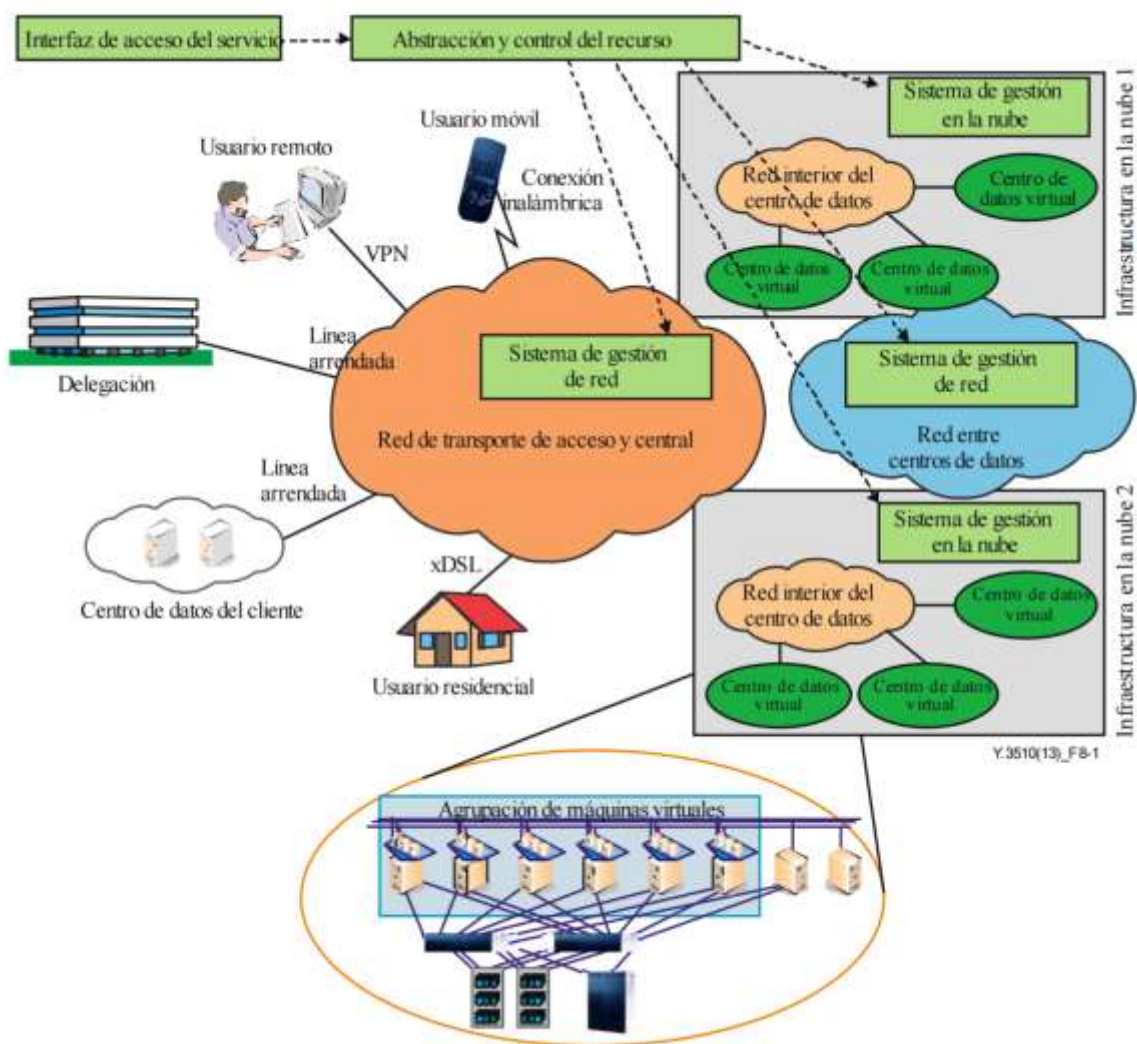 Interfaz de acceso del servicio
Abstracción y control del recurso
Infraestructura en la nube 1
Sistema de gestión
en la nube
Red interior del
centro de datos
Centro de
datos virtual
Centro de datos
virtual
Centro de datos
virtual
Usuario remoto
Usuario móvil
Conexión
inalámbrica
VPN
Línea
arrendada
Delegación
Sistema de gestión
de red
Red de transporte de acceso y central
Sistema de gestión
de red
Red entre
centros de datos
Línea
arrendada
Centro de datos del cliente
xDSL
Usuario residencial
Infraestructura en la nube 2
Sistema de gestión
en la nube
Red interior del
centro de datos
Centro de datos
virtual
Centro de datos
virtual
Centro de datos
virtual
Y.3510(13)_F8-1
Agrupación de máquinas virtuales